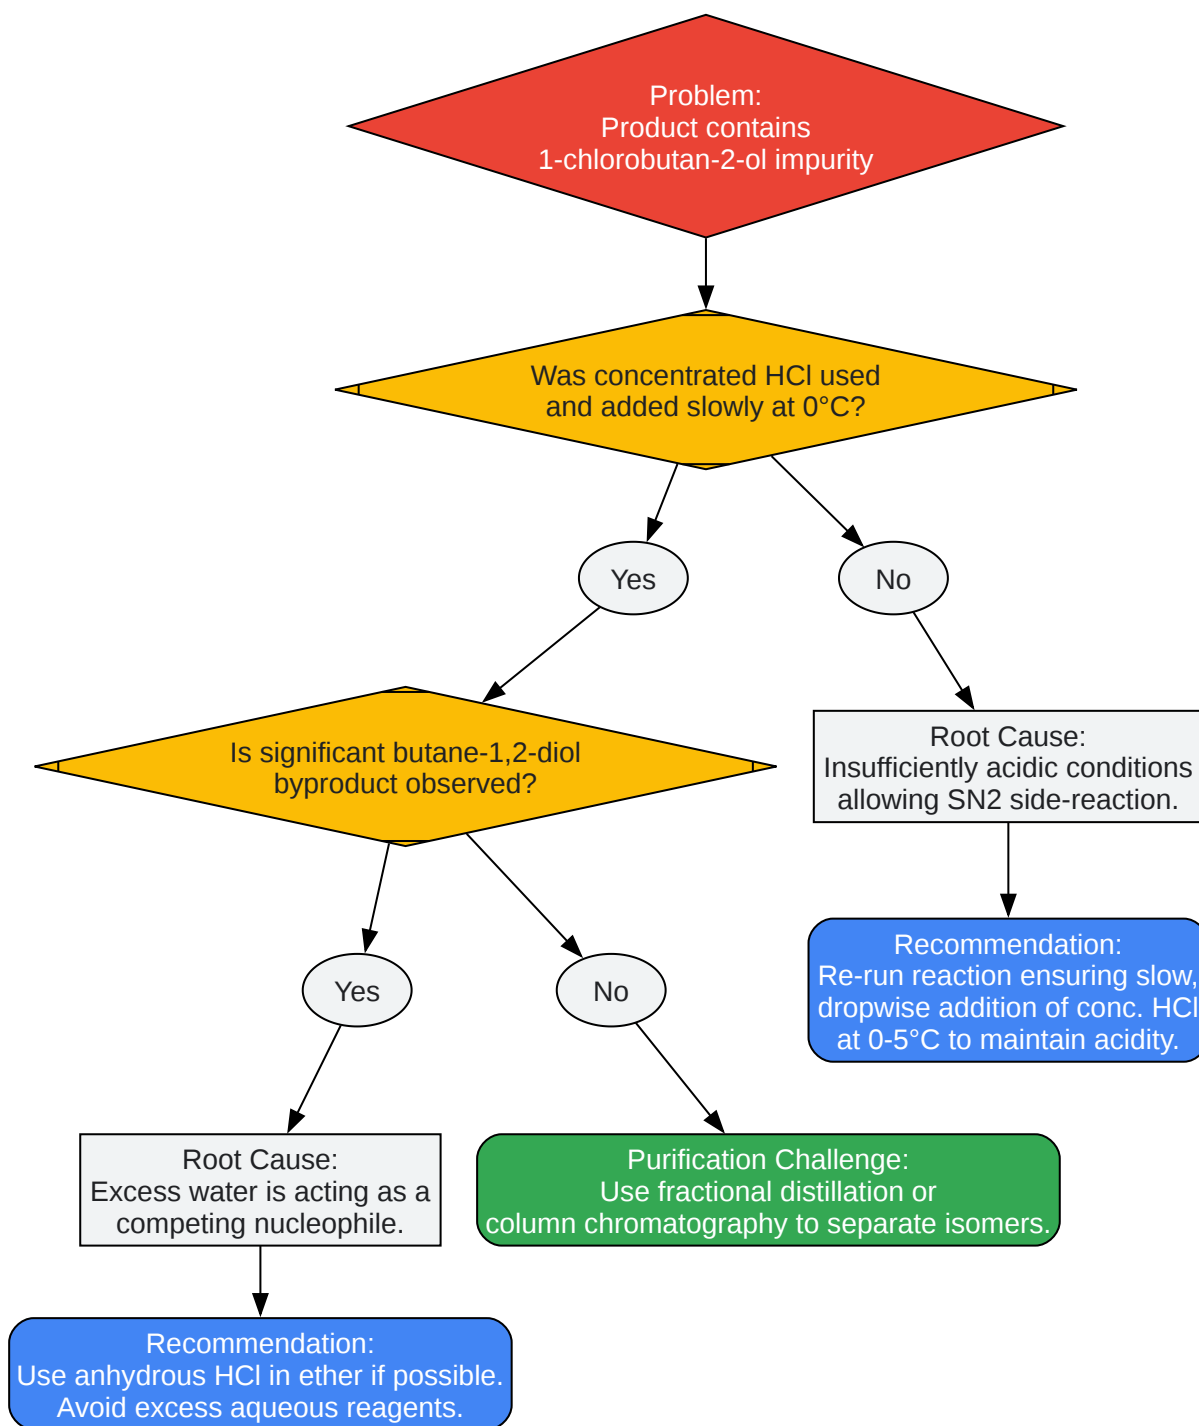 Problem:
Product contains
1-chlorobutan-2-ol impurity
Was concentrated HCl used
and added slowly at 0°C?
Yes
No
Is significant butane-1,2-diol
byproduct observed?
Root Cause:
Insufficiently acidic conditions
allowing SN2 side-reaction.
Recommendation:
Re-run reaction ensuring slow,
dropwise addition of conc. HCl
at 0-5°C to maintain acidity.
Yes
No
Root Cause:
Excess water is acting as a
competing nucleophile.
Purification Challenge:
Use fractional distillation or
column chromatography to separate isomers.
Recommendation:
Use anhydrous HCl in ether if possible.
Avoid excess aqueous reagents.